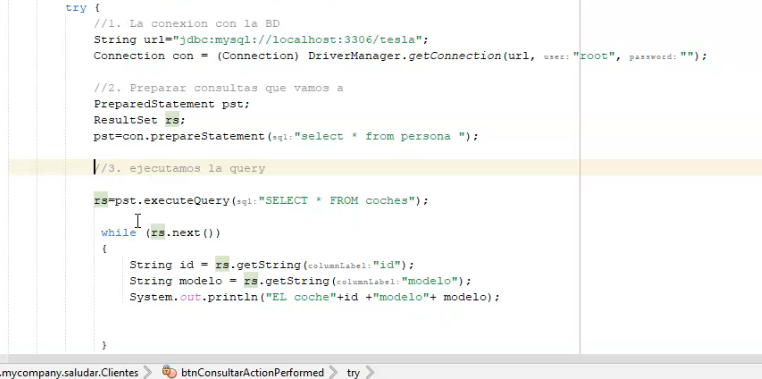 try {
//1. La conexion con la BD
String url="jdbc:mysql://localhost:3306/tesla";
Connection con = (Connection) DriverManager.getConnection(url, user: "root", password: "");
//2. Preparar consultas que vamos a
PreparedStatement pst;
ResultSet rs;
pst=con.prepareStatement(sql: "select * from persona ");
//3. ejecutamos la query
rs=pst.executeQuery(sql: "SELECT * FROM coches");
while (rs.next())
{
String id = rs.getString(columnLabel: "id");
String modelo = rs.getString(columnLabel: "modelo");
System.out.println("EL coche"+id +"modelo"+ modelo);
}
.mycompany.saludar.Clientes btnConsultarActionPerformed try